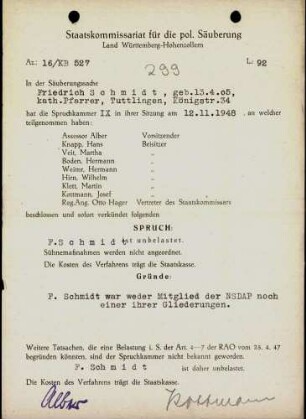 Staatskommissariat für die pol. Säuberung
Land Württemberg-Hohenzollern
Az.: 16/KB 527
L: 92
299
In der Säuberungssache
Friedrich Schmidt, geb.13.4.05,
kath.Pfarrer, Tuttlingen, Königstr.34
hat die Spruchkammer IX in ihrer Sitzung am 12.11.1948, an welcher
teilgenommen haben:
Assessor Alber Vorsitzender
Knapp, Hans Beisitzer
Veit, Martha "
Boden, Hermann "
Weine, Hermann "
Hirn, Wilhelm "
Klett, Martin "
Kottmann, Josef "
Reg.Ang. Otto Hager Vertreter des Staatskommissars
beschlossen und sofort verkündet folgenden
SPRUCH:
F.Schmidt ist unbelastet.
Sühnemaßnahmen werden nicht angeordnet.
Die Kosten des Verfahrens trägt die Staatskasse.
Gründe:
F. Schmidt war weder Mitglied der NSDAP noch
einer ihrer Gliederungen.
Weitere Tatsachen, die eine Belastung i. S. der Art. 4—7 der RAO vom 26. 4. 47
begründen könnten, sind der Spruchkammer nicht bekannt geworden.
F. Schmidt ist daher unbelastet.
Die Kosten des Verfahrens trägt die Staatskasse.
Alber Kottmann